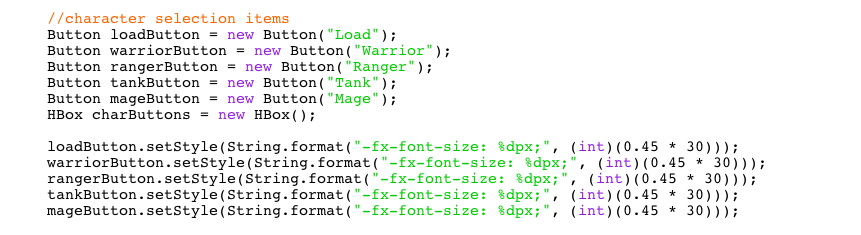 //character selection items
Button loadButton = new Button("Load");
Button warriorButton = new Button("Warrior");
Button rangerButton = new Button("Ranger");
Button tankButton = new Button("Tank");
Button mageButton = new Button("Mage");
HBox charButtons = new HBox();

loadButton.setStyle(String.format("-fx-font-size: %dpx;", (int)(0.45 * 30)));
warriorButton.setStyle(String.format("-fx-font-size: %dpx;", (int)(0.45 * 30)));
rangerButton.setStyle(String.format("-fx-font-size: %dpx;", (int)(0.45 * 30)));
tankButton.setStyle(String.format("-fx-font-size: %dpx;", (int)(0.45 * 30)));
mageButton.setStyle(String.format("-fx-font-size: %dpx;", (int)(0.45 * 30)));